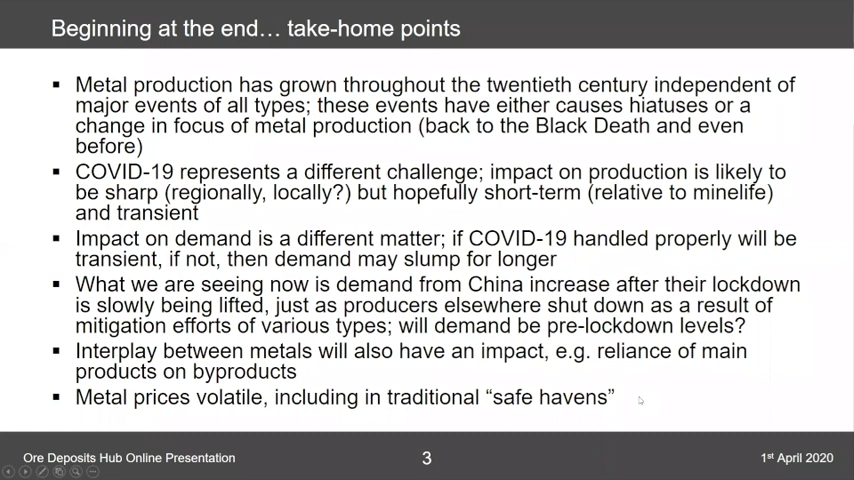 Beginning at the end… take-home points
▪ Metal production has grown throughout the twentieth century independent of
major events of all types; these events have either causes hiatuses or a
change in focus of metal production (back to the Black Death and even
before)
▪ COVID-19 represents a different challenge; impact on production is likely to
be sharp (regionally, locally?) but hopefully short-term (relative to minelife)
and transient
▪ Impact on demand is a different matter; if COVID-19 handled properly will be
transient, if not, then demand may slump for longer
▪ What we are seeing now is demand from China increase after their lockdown
is slowly being lifted, just as producers elsewhere shut down as a result of
mitigation efforts of various types; will demand be pre-lockdown levels?
▪ Interplay between metals will also have an impact, e.g. reliance of main
products on byproducts
▪ Metal prices volatile, including in traditional “safe havens”
Ore Deposits Hub Online Presentation
3
1st April 2020